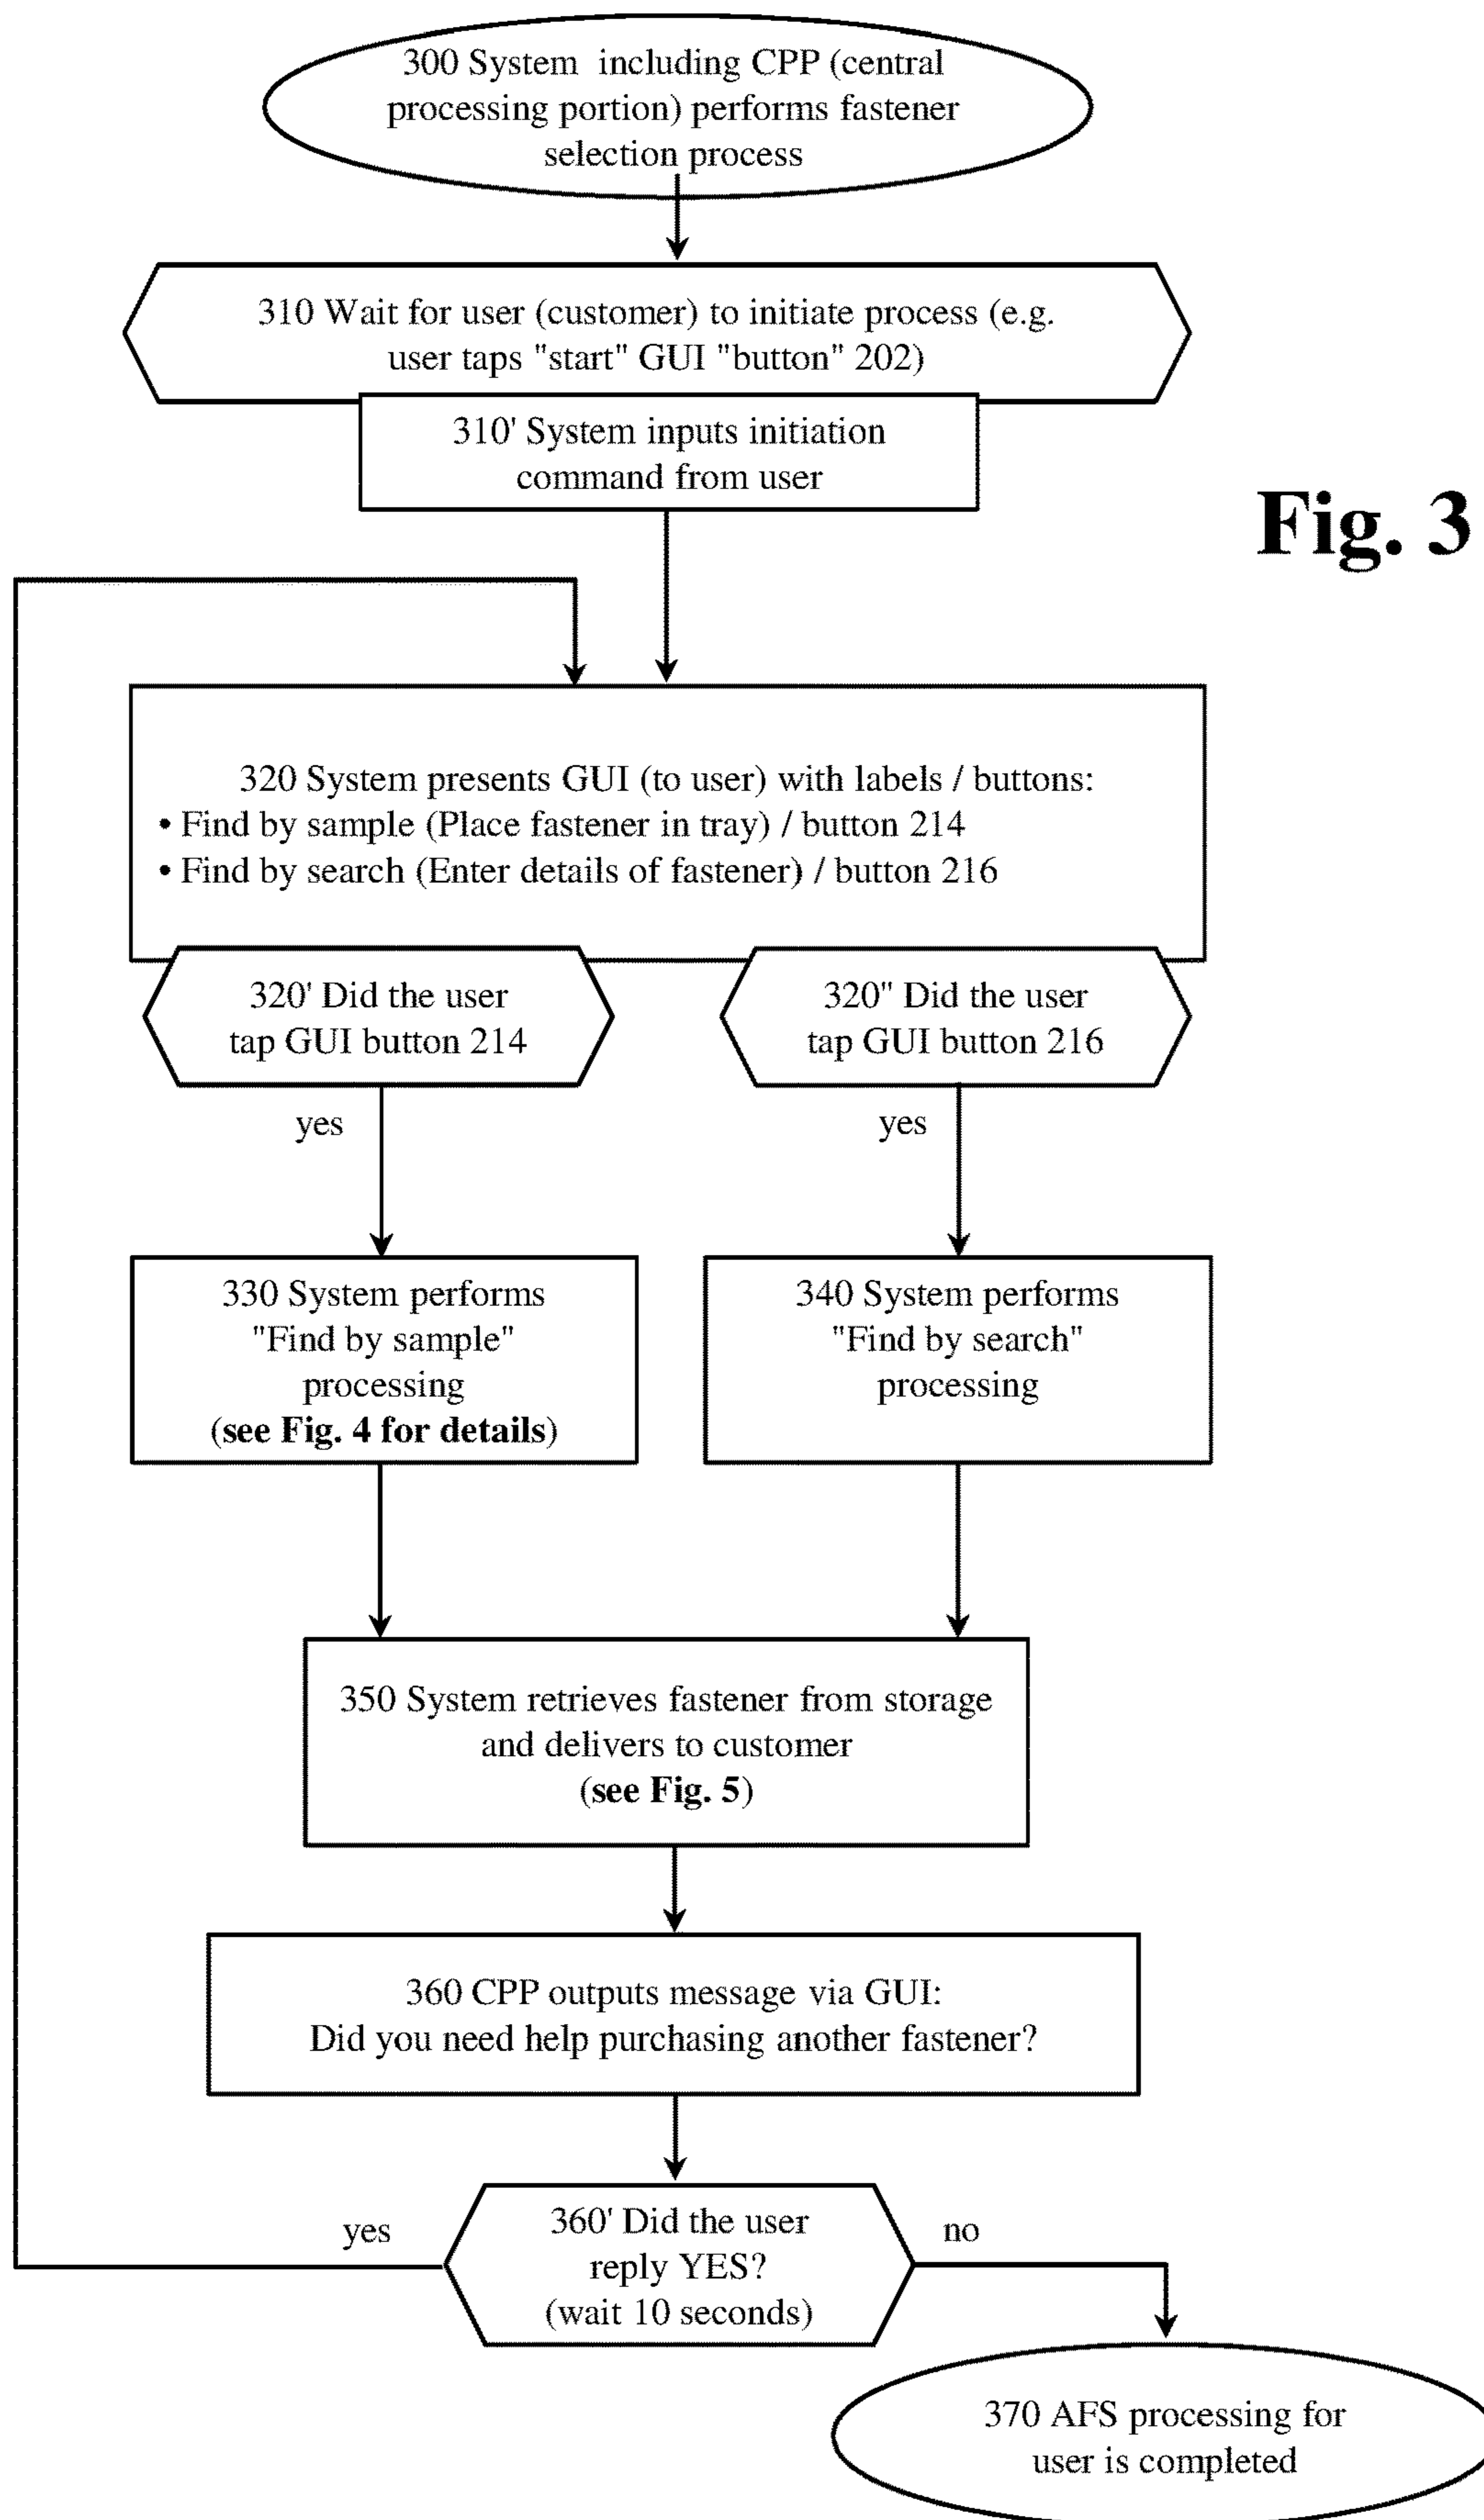 300 System including CPP (central
processing portion) performs fastener
selection process
310 Wait for user (customer) to initiate process (e.g.
user taps "start" GUI "button" 202)
310' System inputs initiation
command from user
Fig. 3
320 System presents GUI (to user) with labels / buttons:
• Find by sample (Place fastener in tray) / button 214
• Find by search (Enter details of fastener) / button 216
320' Did the user
tap GUI button 214
320" Did the user
tap GUI button 216
yes
yes
330 System performs
"Find by sample"
processing
(see Fig. 4 for details)
340 System performs
"Find by search"
processing
350 System retrieves fastener from storage
and delivers to customer
(see Fig. 5)
360 CPP outputs message via GUI:
Did you need help purchasing another fastener?
yes
360' Did the user
reply YES?
(wait 10 seconds)
no
370 AFS processing for
user is completed